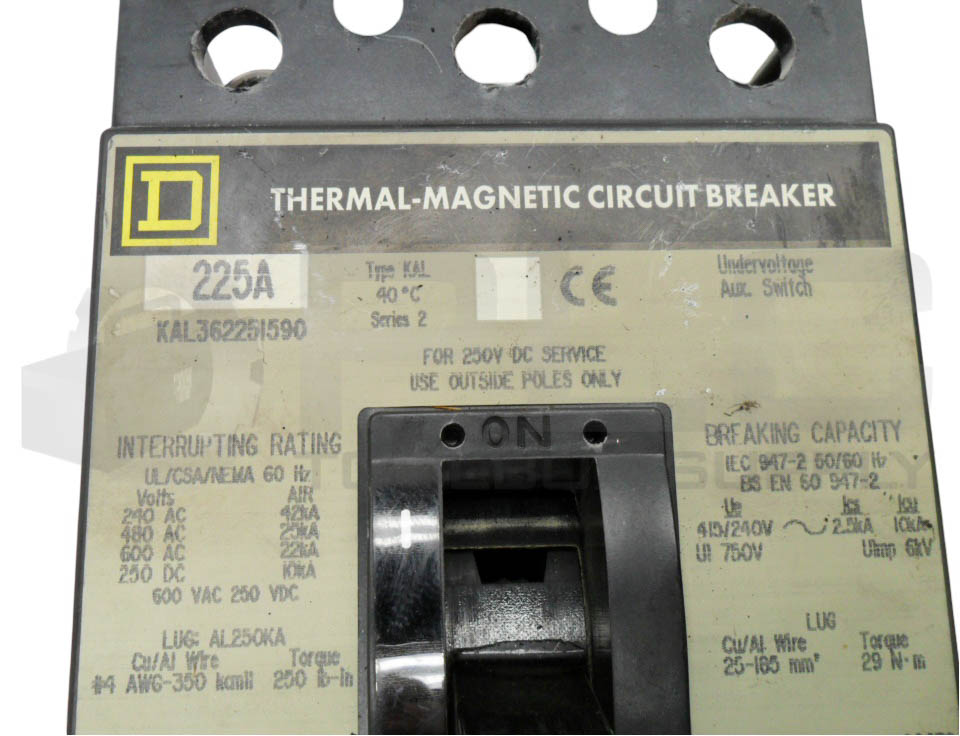 D
THERMAL-MAGNETIC CIRCUIT BREAKER
225A
KAL362251590
Type KAL
40°C
Series 2
CE
Undervoltage
Aux. Switch
FOR 250V DC SERVICE
USE OUTSIDE POLES ONLY
ON
INTERRUPTING RATING
UL/CSA/NEMA 60 Hz
Volts AIR
240 AC 42kA
480 AC 25kA
600 AC 22kA
250 DC 10kA
600 VAC 250 VDC
LUG: AL250KA
Cu/Al Wire Torque
#4 AWG-350 kcmil 250 lb-in
BREAKING CAPACITY
IEC 947-2 50/60 Hz
BS EN 60 947-2
Ue Ics Icu
415/240V 2.5kA 10kA
Ui 750V Uimp 6kV
LUG
Cu/Al Wire Torque
25-185 mm² 29 N·m